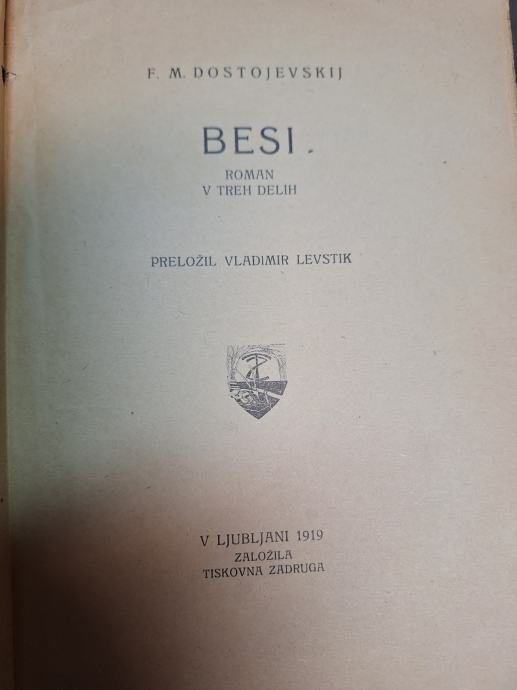 F. M. DOSTOJEVSKIJ
BESI.
ROMAN
V TREH DELIH
PRELOŽIL VLADIMIR LEVSTIK
V LJUBLJANI 1919
ZALOŽILA
TISKOVNA ZADRUGA